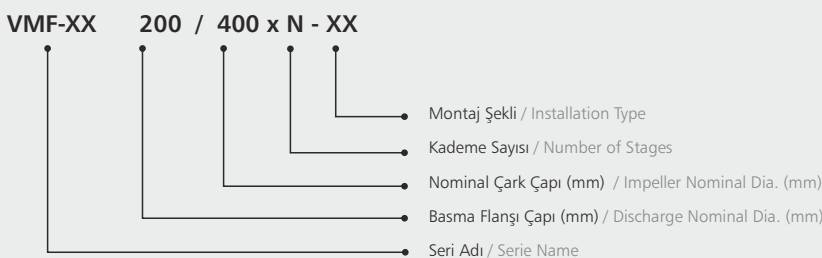 VMF-XX 200 / 400 x N - XX
Montaj Şekli / Installation Type
Kademe Sayısı / Number of Stages
Nominal Çark Çapı (mm) / Impeller Nominal Dia. (mm)
Basma Flanşı Çapı (mm) / Discharge Nominal Dia. (mm)
Seri Adı / Serie Name